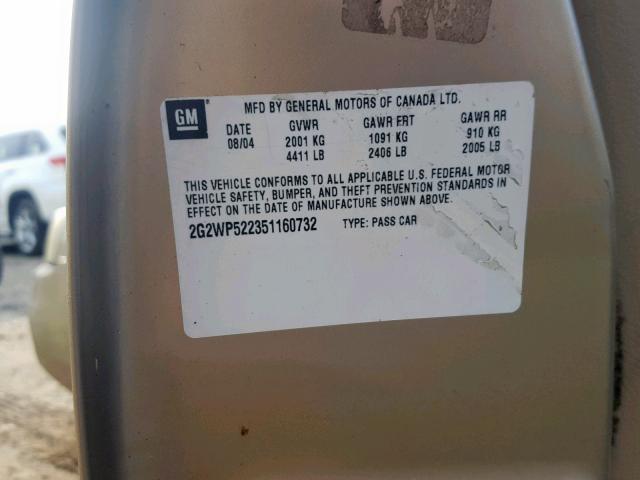 GM
MFD BY GENERAL MOTORS OF CANADA LTD.
DATE GVWR GAWR FRT GAWR RR
08/04 2001 KG 1091 KG 910 KG
4411 LB 2406 LB 2005 LB
THIS VEHICLE CONFORMS TO ALL APPLICABLE U.S. FEDERAL MOTOR
VEHICLE SAFETY, BUMPER, AND THEFT PREVENTION STANDARDS IN
EFFECT ON THE DATE OF MANUFACTURE SHOWN ABOVE.
2G2WP522351160732 TYPE: PASS CAR